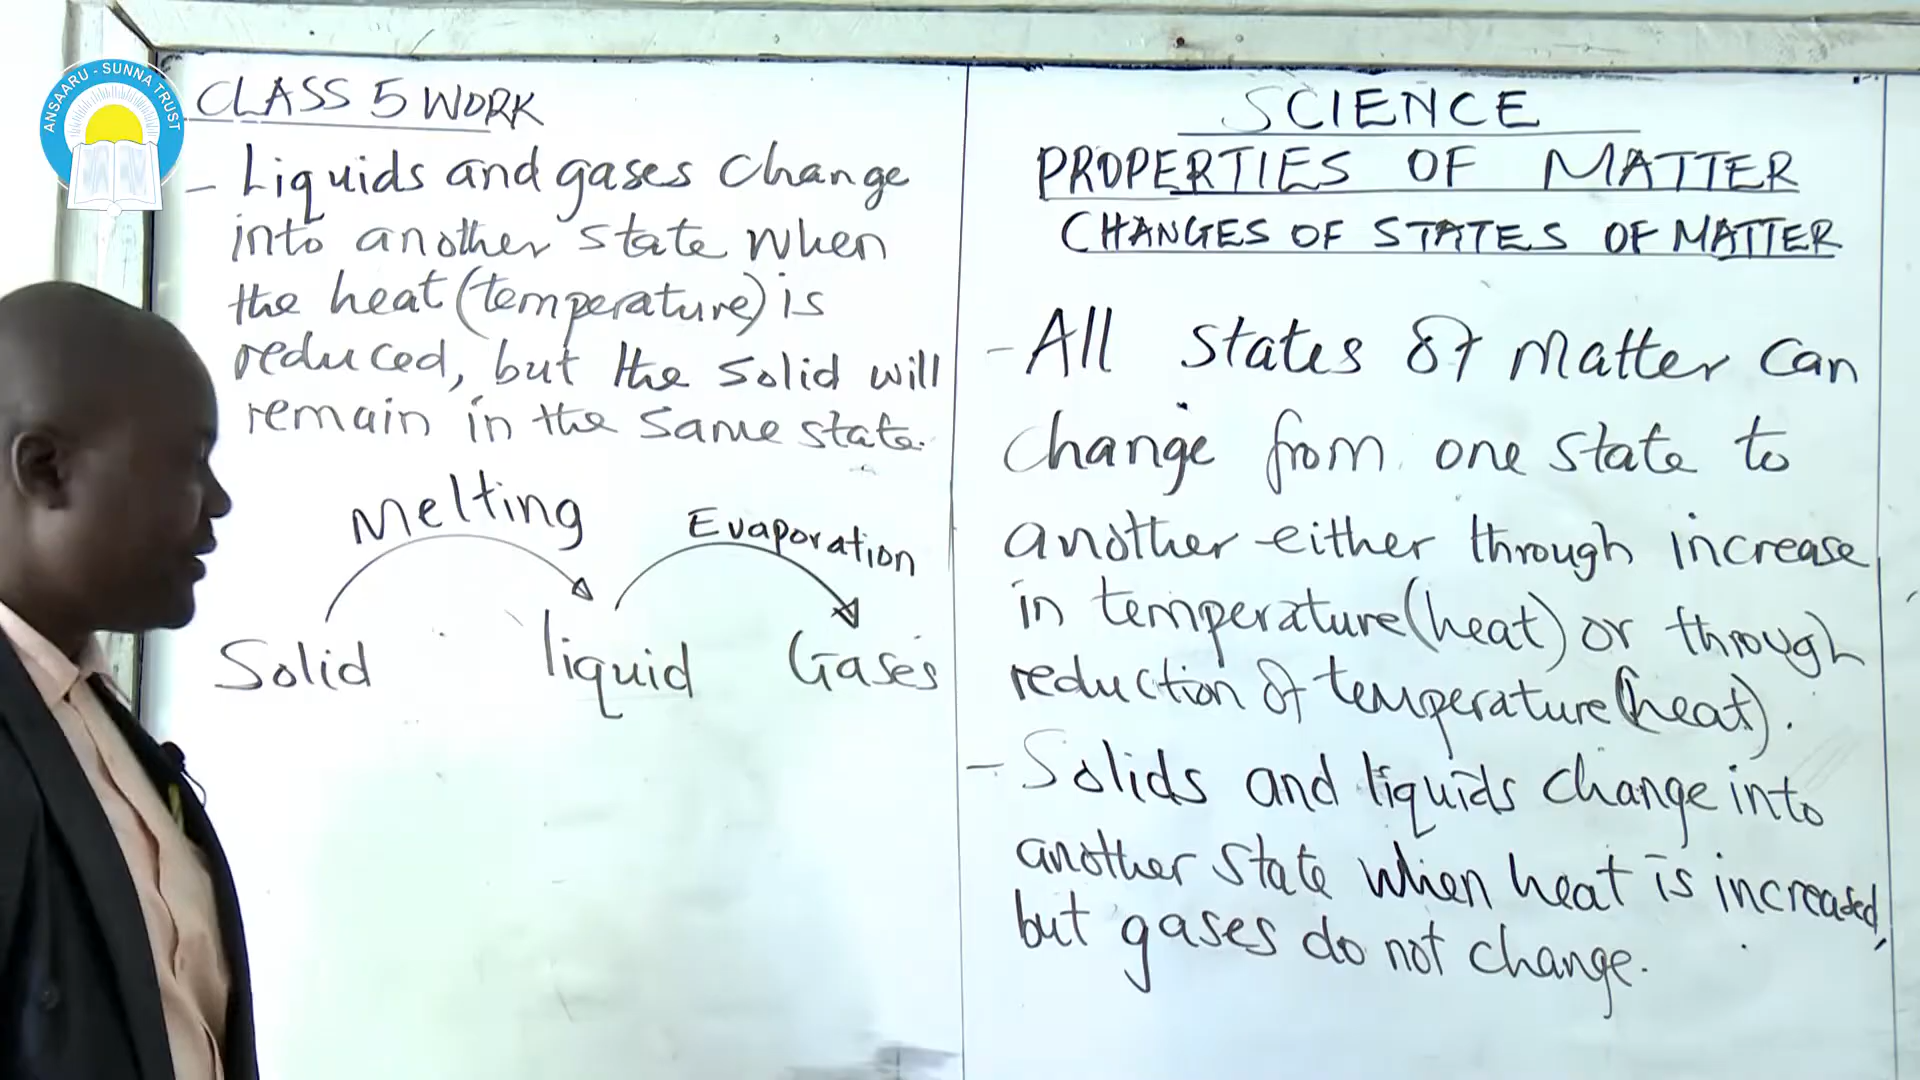 ANSAARU - SUNNA TRUST
CLASS 5 WORK
- Liquids and gases change
into another state when
the heat (temperature) is
reduced, but the solid will
remain in the same state.
Melting
Evaporation
Solid liquid Gases
SCIENCE
PROPERTIES OF MATTER
CHANGES OF STATES OF MATTER
- All states of matter can
change from one state to
another either through increase
in temperature (heat) or through
reduction of temperature (heat).
- Solids and liquids change into
another state when heat is increased,
but gases do not change.